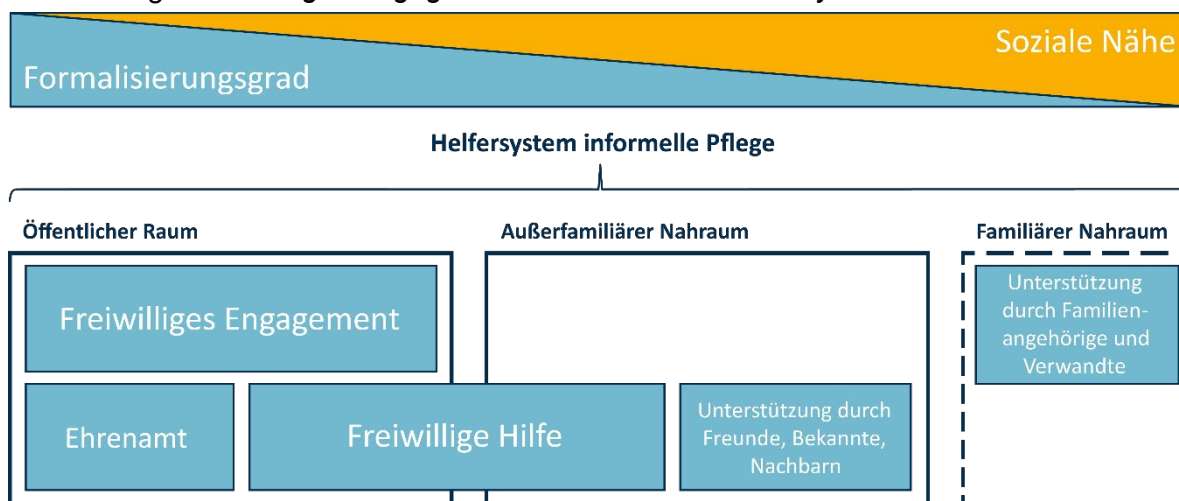 Soziale Nähe
Formalisierungsgrad
Helfersystem informelle Pflege
Öffentlicher Raum
Außerfamiliärer Nahraum
Familiärer Nahraum
Freiwilliges Engagement
Unterstützung
durch Familien-
angehörige und
Verwandte
Ehrenamt
Freiwillige Hilfe
Unterstützung durch
Freunde, Bekannte,
Nachbarn